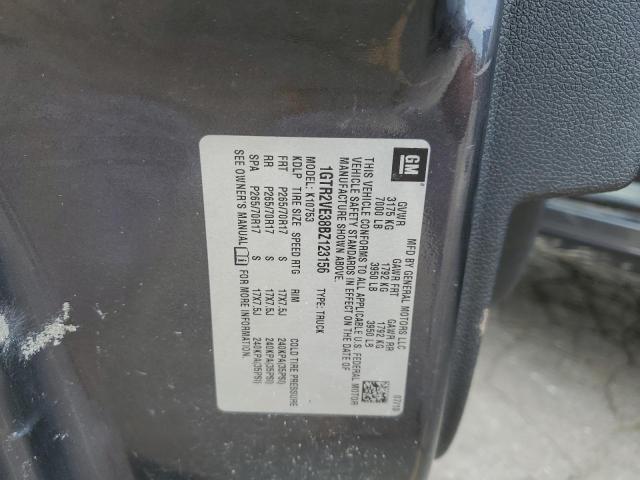 GM
MFD BY GENERAL MOTORS LLC 07/10
GVWR GAWR FRT GAWR RR
3175 KG 1792 KG 1792 KG
7000 LB 3950 LB 3950 LB
THIS VEHICLE CONFORMS TO ALL APPLICABLE U.S. FEDERAL MOTOR
VEHICLE SAFETY STANDARDS IN EFFECT ON THE DATE OF
MANUFACTURE SHOWN ABOVE.
1GTR2VE38BZ123156 TYPE: TRUCK
MODEL: K10753
KDLP TIRE SIZE SPEED RTG RIM COLD TIRE PRESSURE
FRT P265/70R17 S 17X7.5J 240KPA(35PSI)
RR P265/70R17 S 17X7.5J 240KPA(35PSI)
SPA P265/70R17 S 17X7.5J 240KPA(35PSI)
SEE OWNER'S MANUAL FOR MORE INFORMATION.